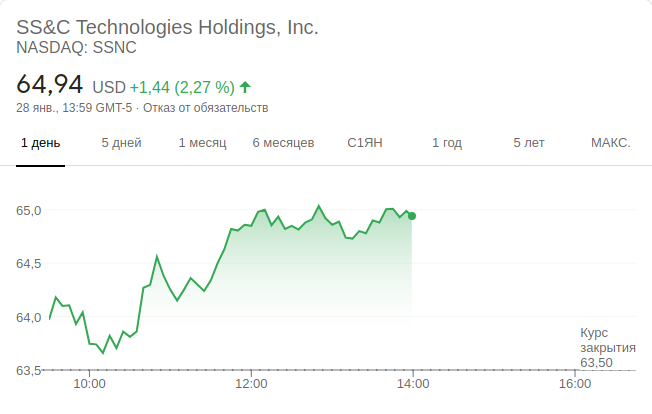 SS&C Technologies Holdings, Inc.
NASDAQ: SSNC
64,94 USD +1,44 (2,27 %)
28 янв., 13:59 GMT-5 · Отказ от обязательств
1 день 5 дней 1 месяц 6 месяцев С1ЯН 1 год 5 лет МАКС.
65,0
64,5
64,0
Курс
закрытия
63,50
63,5
10:00 12:00 14:00 16:00